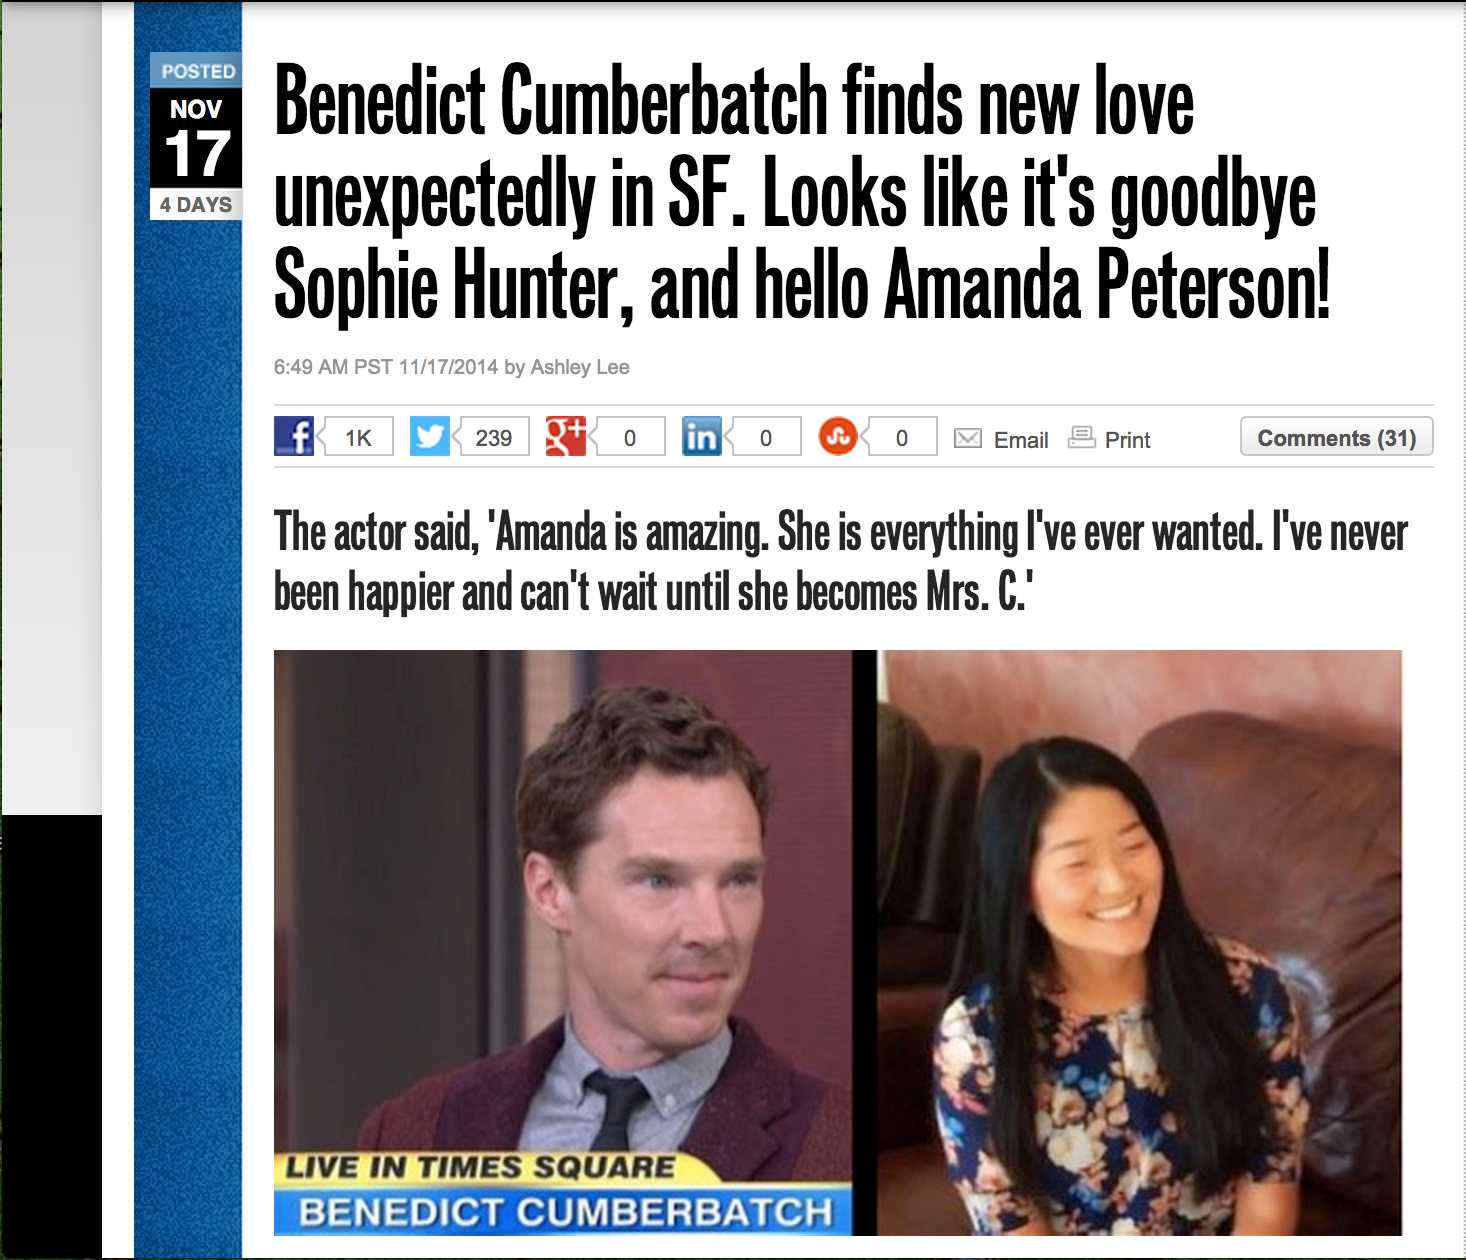 POSTED
NOV
17
4 DAYS
Benedict Cumberbatch finds new love
unexpectedly in SF. Looks like it's goodbye
Sophie Hunter, and hello Amanda Peterson!
6:49 AM PST 11/17/2014 by Ashley Lee
f 1K 239 g+ 0 in 0 0 Email Print Comments (31)
The actor said, 'Amanda is amazing. She is everything I've ever wanted. I've never
been happier and can't wait until she becomes Mrs. C.'
LIVE IN TIMES SQUARE
BENEDICT CUMBERBATCH